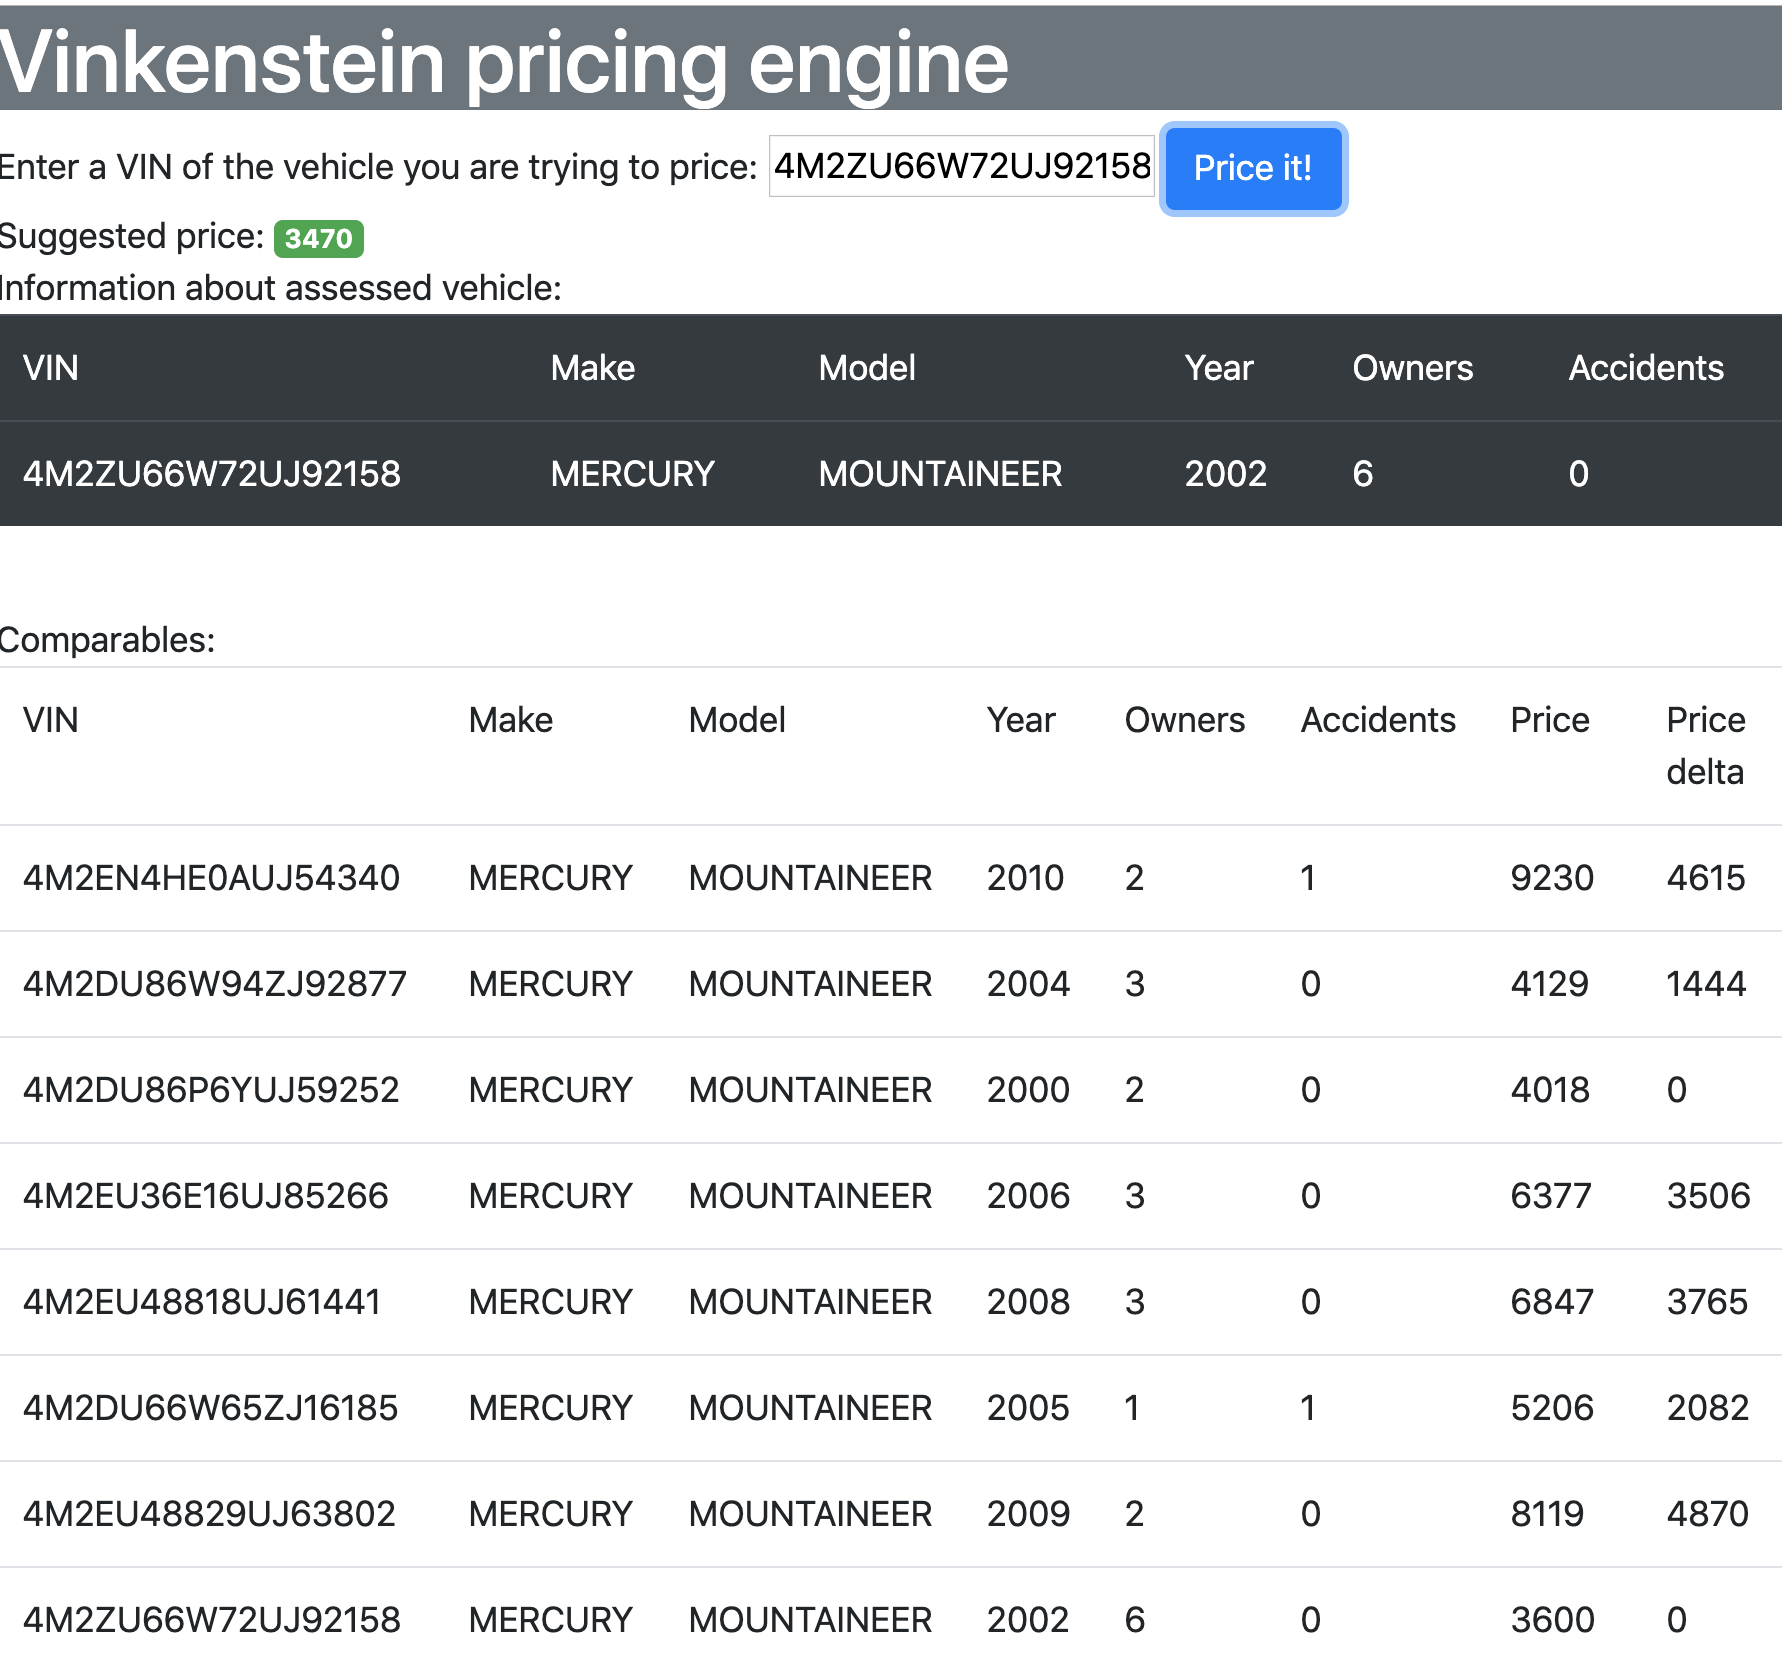 Vinkenstein pricing engine
Enter a VIN of the vehicle you are trying to price: 4M2ZU66W72UJ92158 Price it!
Suggested price: 3470
Information about assessed vehicle:
VIN Make Model Year Owners Accidents
4M2ZU66W72UJ92158 MERCURY MOUNTAINEER 2002 6 0
Comparables:
VIN Make Model Year Owners Accidents Price Price delta
4M2EN4HE0AUJ54340 MERCURY MOUNTAINEER 2010 2 1 9230 4615
4M2DU86W94ZJ92877 MERCURY MOUNTAINEER 2004 3 0 4129 1444
4M2DU86P6YUJ59252 MERCURY MOUNTAINEER 2000 2 0 4018 0
4M2EU36E16UJ85266 MERCURY MOUNTAINEER 2006 3 0 6377 3506
4M2EU48818UJ61441 MERCURY MOUNTAINEER 2008 3 0 6847 3765
4M2DU66W65ZJ16185 MERCURY MOUNTAINEER 2005 1 1 5206 2082
4M2EU48829UJ63802 MERCURY MOUNTAINEER 2009 2 0 8119 4870
4M2ZU66W72UJ92158 MERCURY MOUNTAINEER 2002 6 0 3600 0